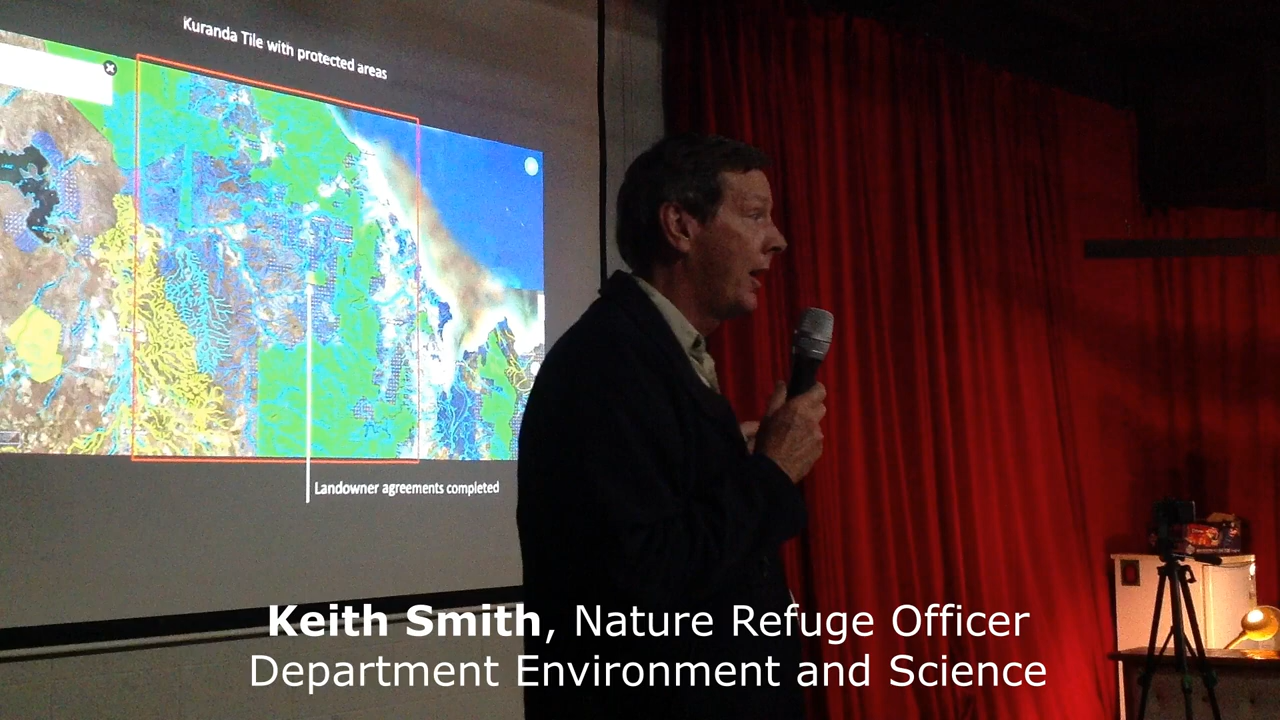 Kuranda Tile with protected areas
Landowner agreements completed
Keith Smith, Nature Refuge Officer
Department Environment and Science